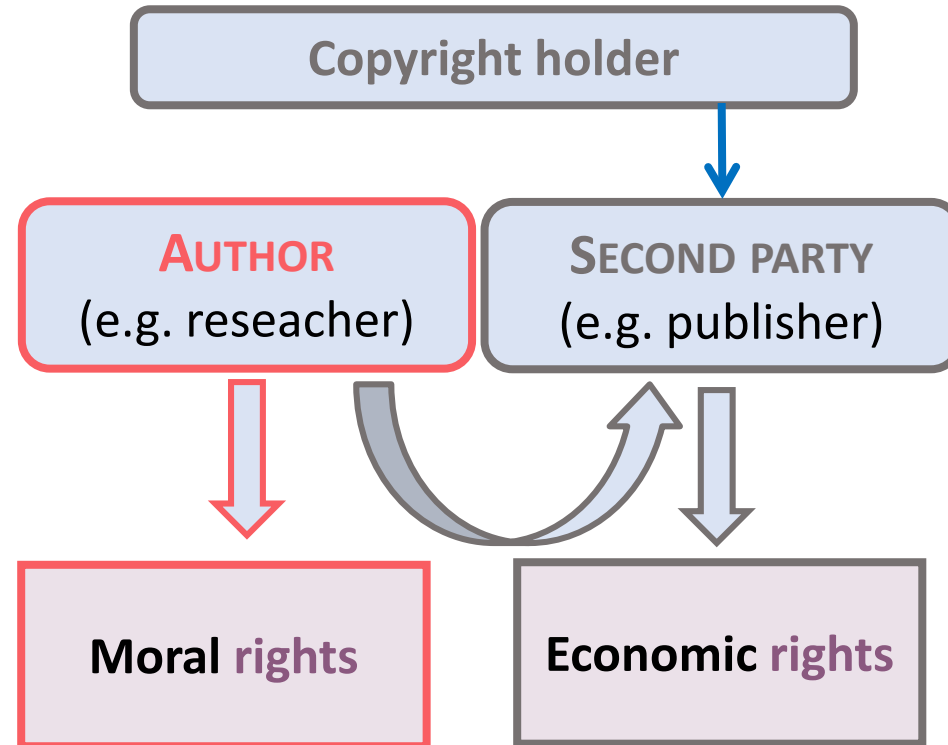 Copyright holder
AUTHOR
(e.g. reseacher)
SECOND PARTY
(e.g. publisher)
Moral rights
Economic rights